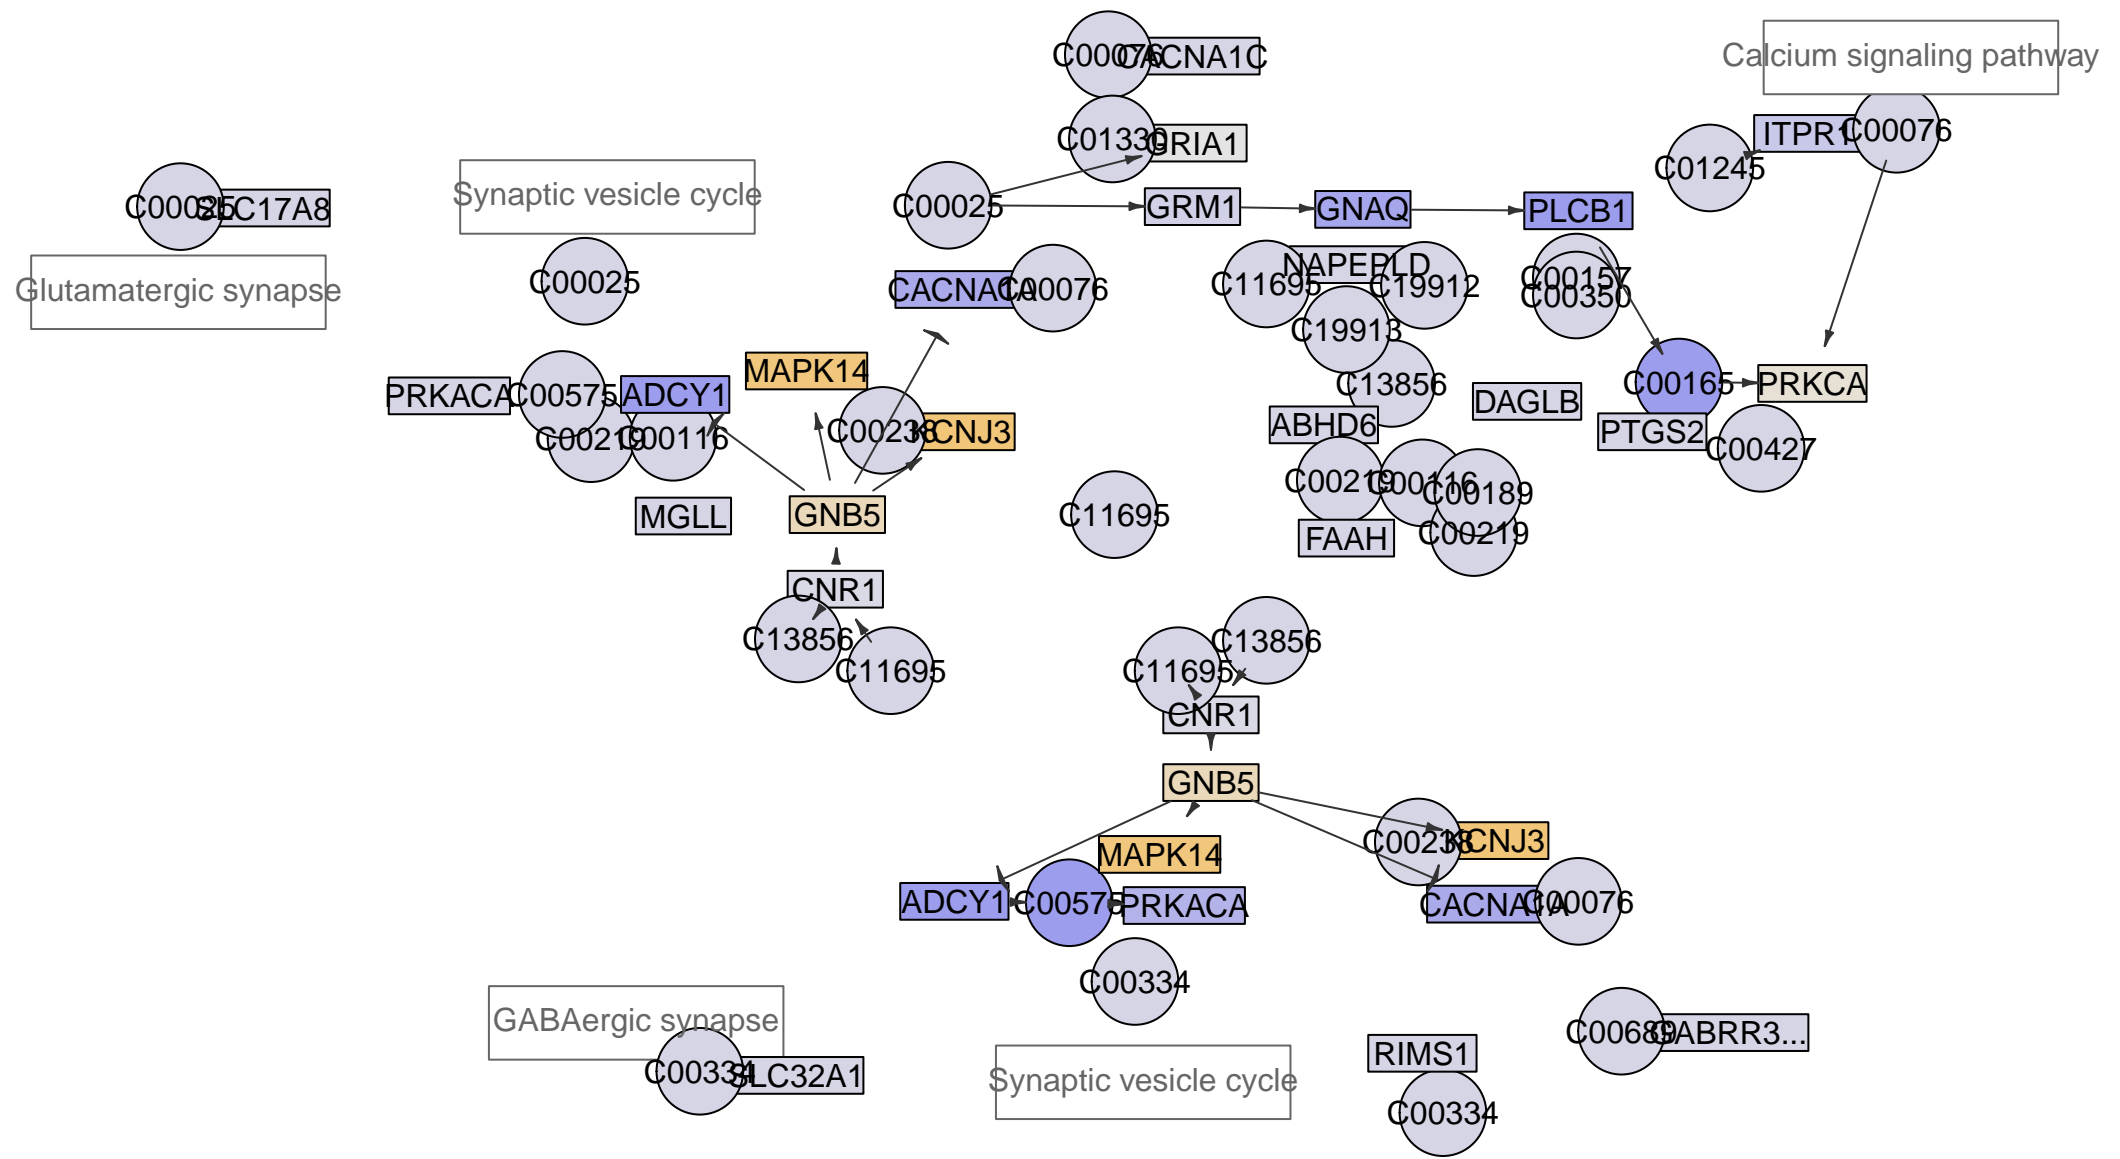 C00076
CACNA1C
Calcium signaling pathway
C01330
GRIA1
ITPR1
C00076
C01245
C00025
SLC17A8
Synaptic vesicle cycle
C00025
GRM1
GNAQ
PLCB1
Glutamatergic synapse
C00025
CACNA1A
C00076
C11695
NAPEPLD
C19912
C00157
C00350
C19913
MAPK14
PRKACA
C00575
ADCY1
C13856
DAGLB
C00165
PRKCA
C00219
C00116
C00238
KCNJ3
ABHD6
PTGS2
C00427
MGLL
GNB5
C11695
C00219
C00116
C00189
C00219
FAAH
CNR1
C13856
C11695
C13856
C11695
CNR1
GNB5
MAPK14
C00238
KCNJ3
ADCY1
C00575
PRKACA
CACNA1A
C00076
C00334
GABAergic synapse
C00334
SLC32A1
Synaptic vesicle cycle
RIMS1
C00334
C00689
GABRR3...